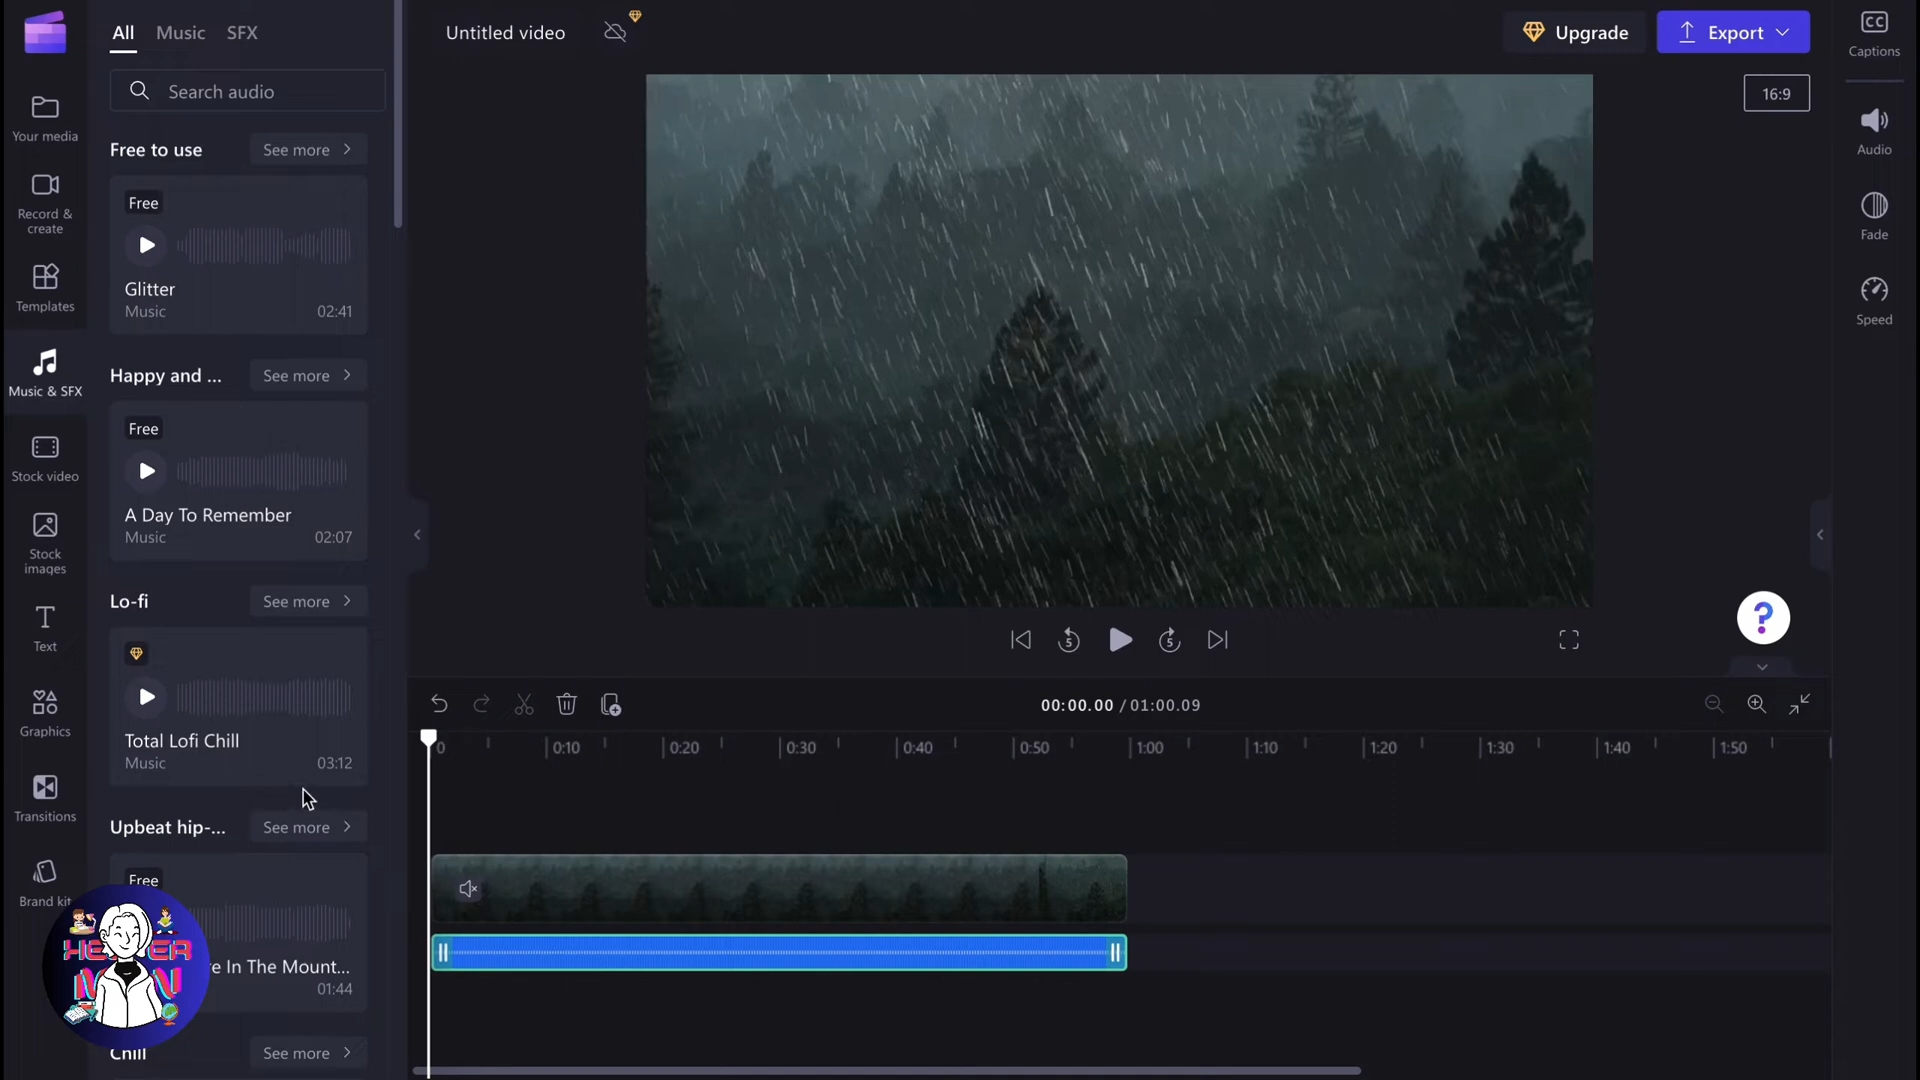 All Music SFX
Search audio
Untitled video
Upgrade
Export
16:9
CC
Captions
Audio
Fade
Speed
Your media
Record &
create
Templates
Music & SFX
Stock video
Stock
images
Text
Graphics
Transitions
Brand kit
Free to use See more
Free
Glitter
Music 02:41
Happy and ... See more
Free
A Day To Remember
Music 02:07
Lo-fi See more
Total Lofi Chill
Music 03:12
Upbeat hip-... See more
Free
re In The Mount...
01:44
Chill See more
5 5
?
00:00.00 / 01:00.09
0 0:10 0:20 0:30 0:40 0:50 1:00 1:10 1:20 1:30 1:40 1:50